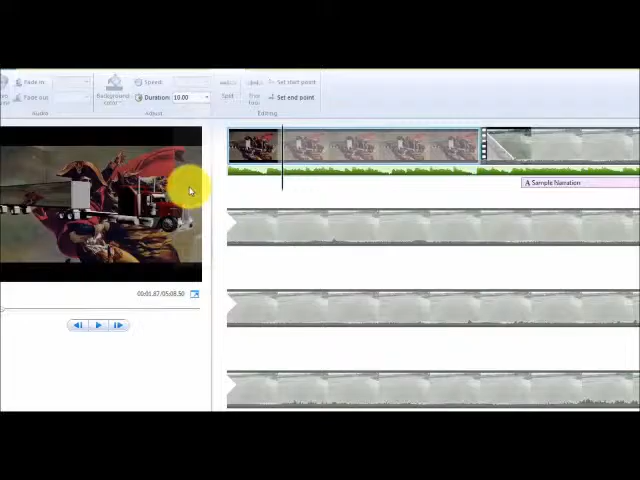 Fade in:
Speed:
Set start point
Fade out:
Background
color
Duration: 10.00
Split
Set end point
Audio
Adjust
Editing
A Sample Narration
00:01.87/05:08.50